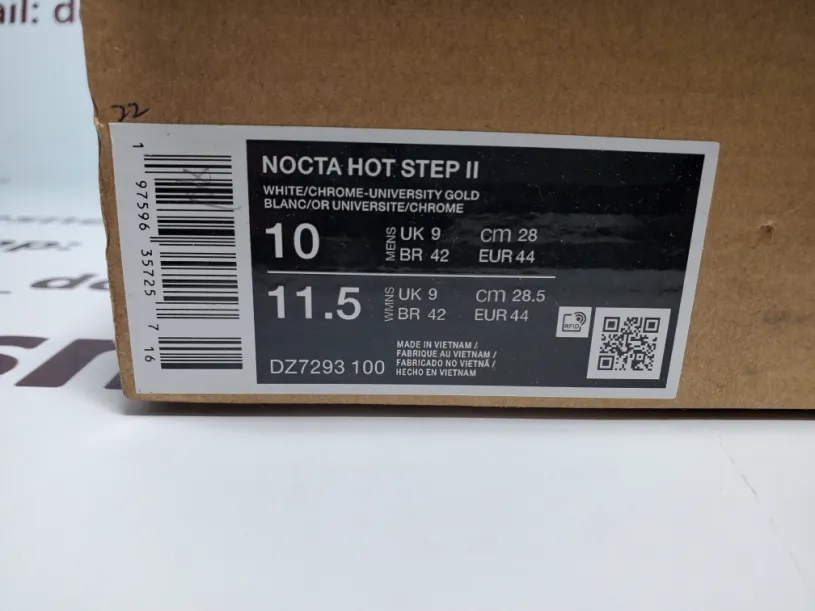 22
NOCTA HOT STEP II
WHITE/CHROME-UNIVERSITY GOLD
BLANC/OR UNIVERSITE/CHROME
10 MENS UK 9 cm 28
BR 42 EUR 44
11.5 WMNS UK 9 cm 28.5
BR 42 EUR 44
RFID
DZ7293 100
MADE IN VIETNAM /
FABRIQUE AU VIETNAM /
FABRICADO NO VIETNÃ /
HECHO EN VIETNAM
1 97596 35725 7 16